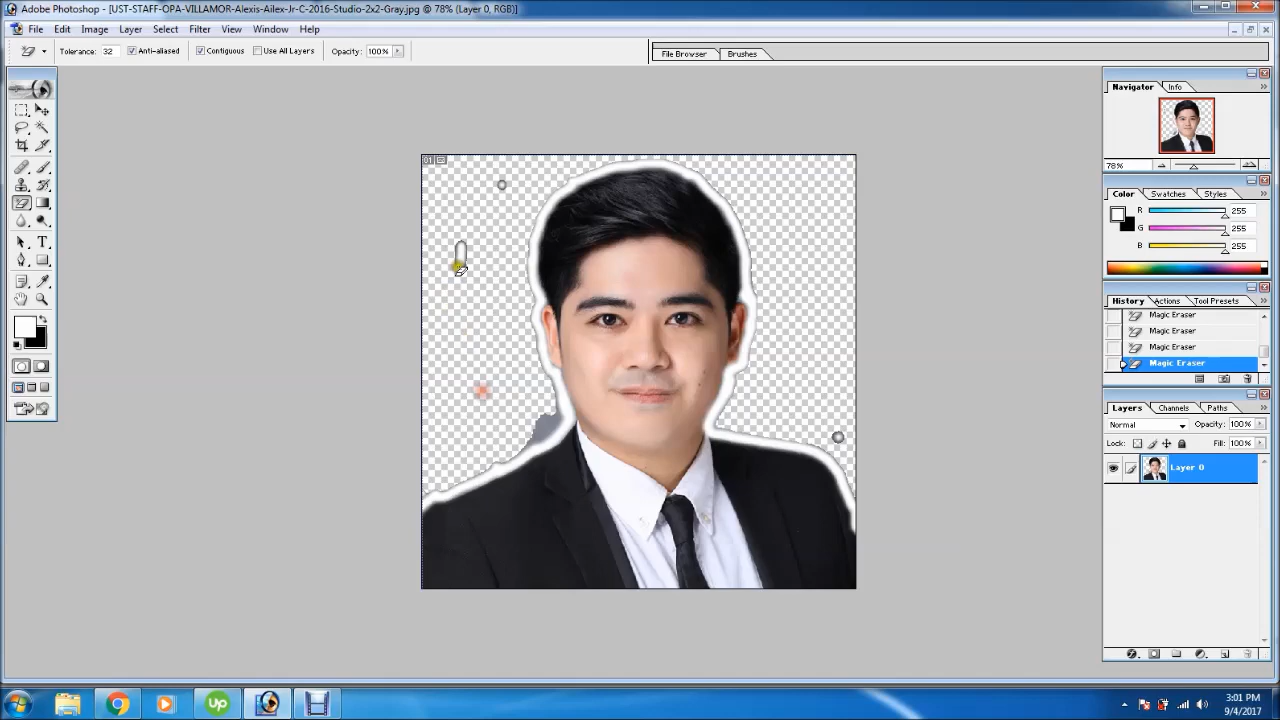 Adobe Photoshop - [UST-STAFF-OPA-VILLAMOR-Alexis-Ailex-Jr-C-2016-Studio-2x2-Gray.jpg @ 78% (Layer 0, RGB)]
File Edit Image Layer Select Filter View Window Help
Tolerance: 32 Anti-aliased Contiguous Use All Layers Opacity: 100% File Browser Brushes
01
Navigator Info
78%
Color Swatches Styles
R 255
G 255
B 255
History Actions Tool Presets
Magic Eraser
Magic Eraser
Magic Eraser
Magic Eraser
Layers Channels Paths
Normal Opacity: 100%
Lock: Fill: 100%
Layer 0
Up
3:01 PM
9/4/2017